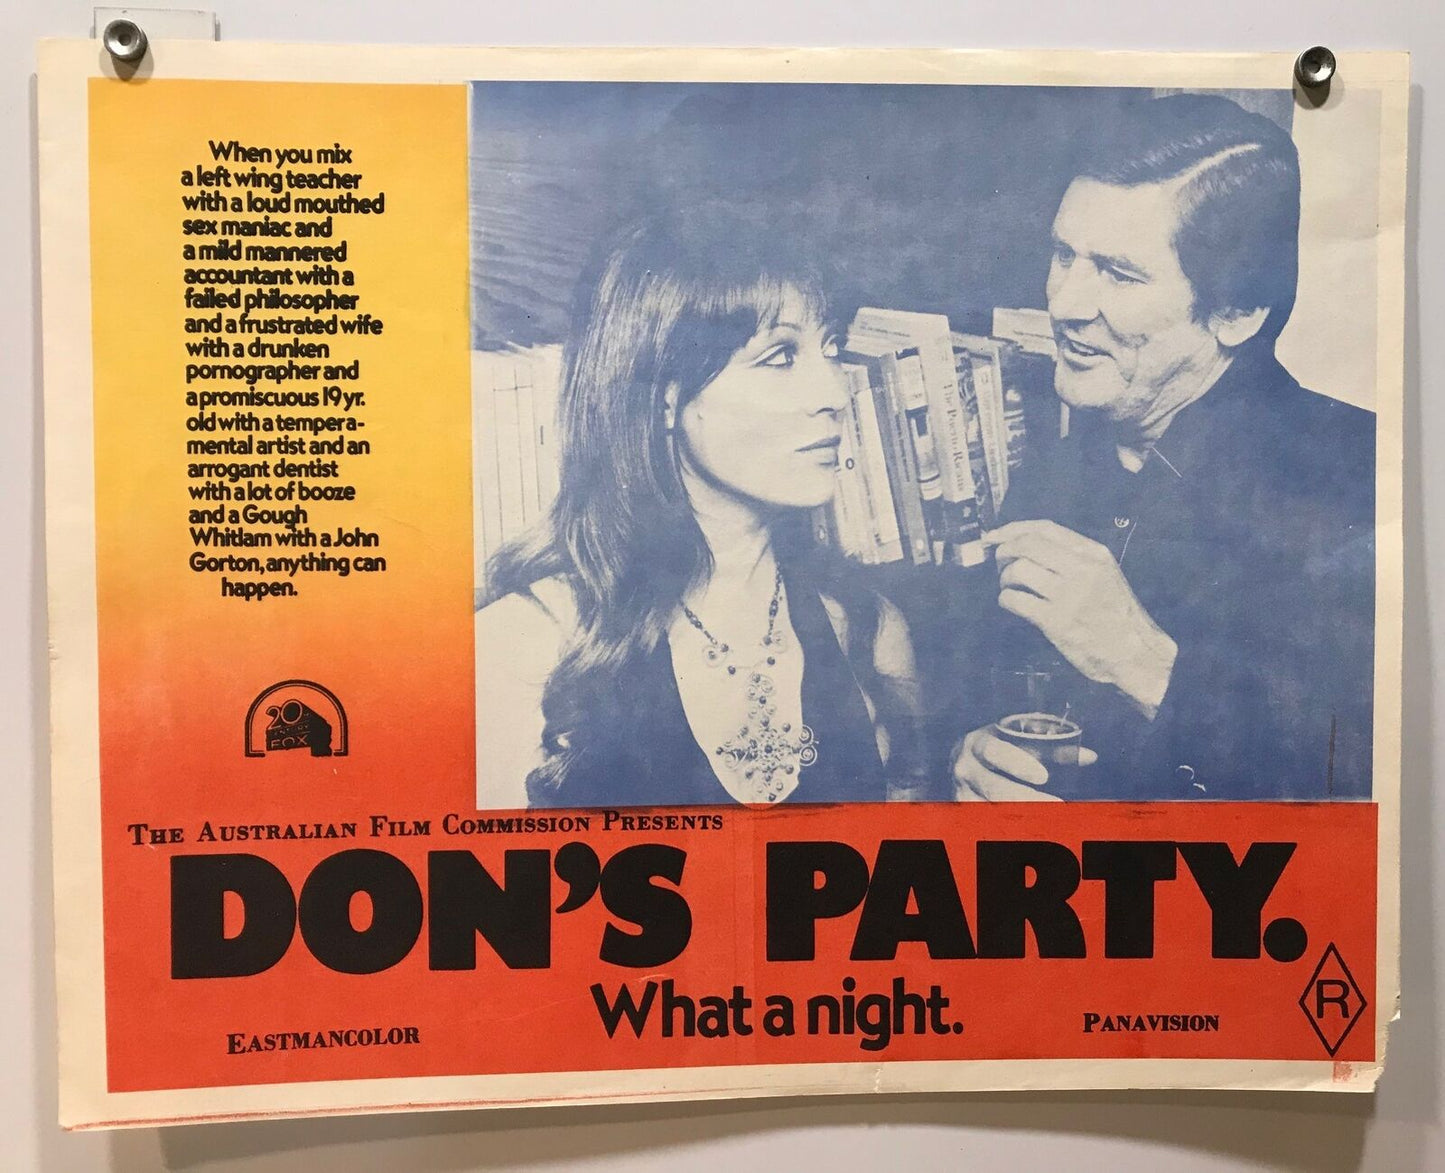 When you mix
a left wing teacher
with a loud mouthed
sex maniac and
a mild mannered
accountant with a
failed philosopher
and a frustrated wife
with a drunken
pornographer and
a promiscuous 19 yr.
old with a tempera-
mental artist and an
arrogant dentist
with a lot of booze
and a Gough
Whitlam with a John
Gorton, anything can
happen.
20
FOX
THE AUSTRALIAN FILM COMMISSION PRESENTS
DON'S PARTY.
What a night.
EASTMANCOLOR
PANAVISION
R